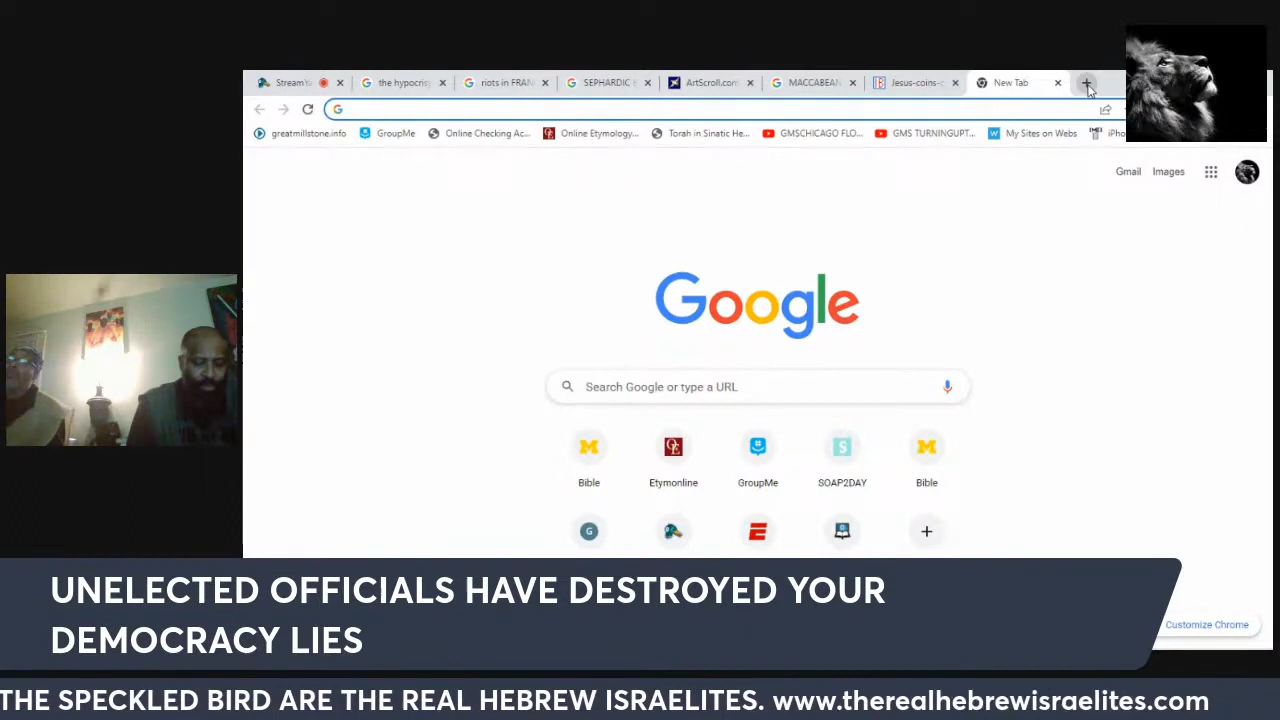 StreamYa
the hypocrisy
riots in FRAN
SEPHARDIC
ArtScroll.com
MACCABEAN
Jesus-coins-c
New Tab
greatmillstone.info
GroupMe
Online Checking Ac...
Online Etymology...
Torah in Sinatic He...
GMSCHICAGO FLO...
GMS TURNINGUPT...
My Sites on Webs
iPho
Gmail Images
Google
Search Google or type a URL
Bible Etymonline GroupMe SOAP2DAY Bible
UNELECTED OFFICIALS HAVE DESTROYED YOUR
DEMOCRACY LIES
Customize Chrome
THE SPECKLED BIRD ARE THE REAL HEBREW ISRAELITES. www.therealhebrewisraelites.com